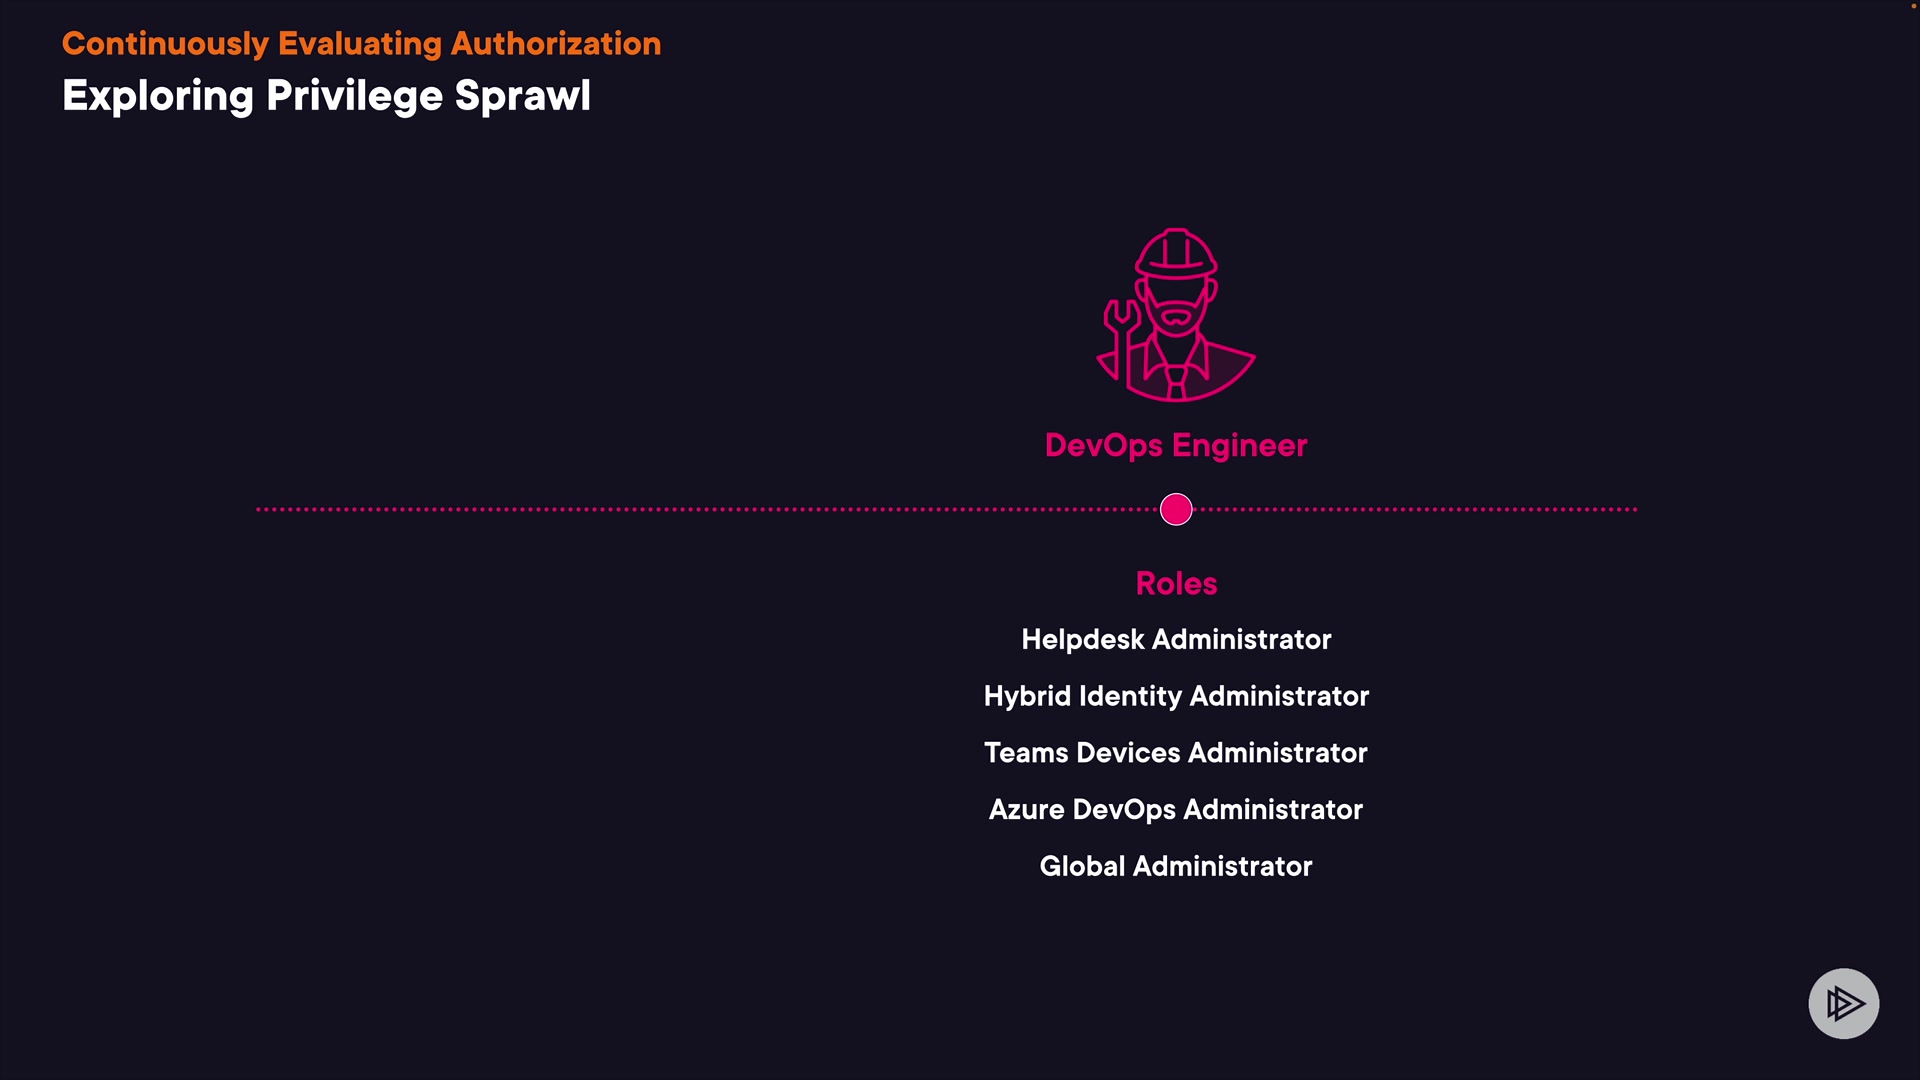 Continuously Evaluating Authorization
Exploring Privilege Sprawl
DevOps Engineer
Roles
Helpdesk Administrator
Hybrid Identity Administrator
Teams Devices Administrator
Azure DevOps Administrator
Global Administrator